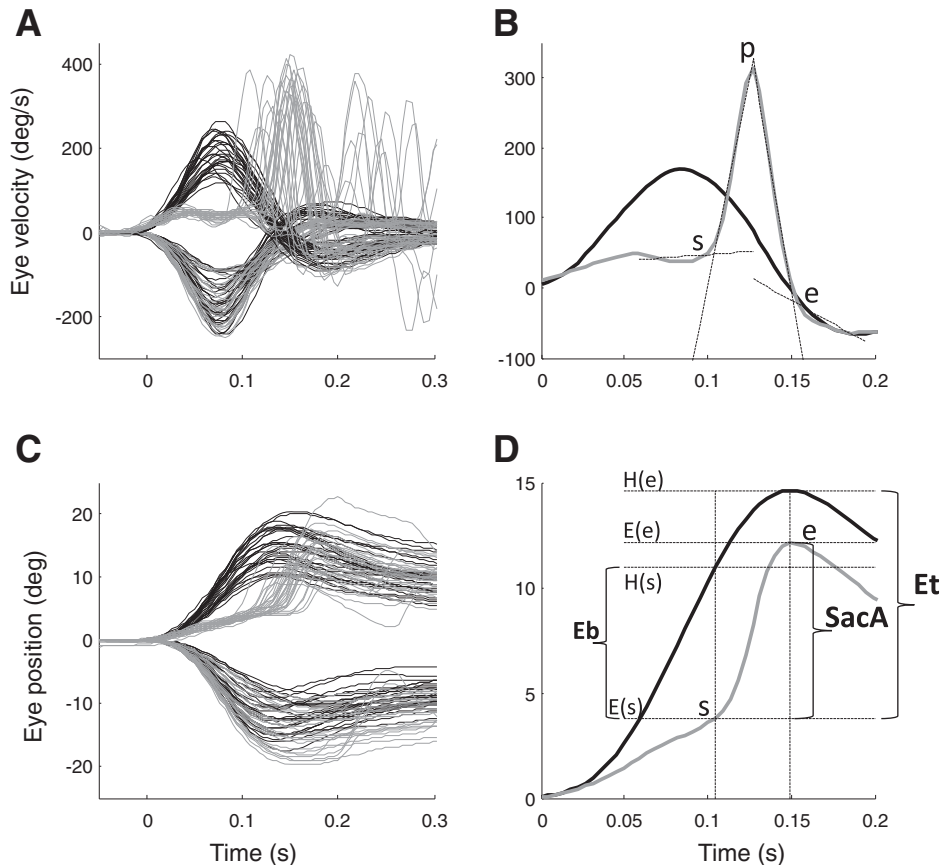 A
Eye velocity (deg/s)
400
200
0
-200
0
0.1
0.2
0.3
B
300
200
100
0
-100
p
s
e
0
0.05
0.1
0.15
0.2
C
Eye position (deg)
20
10
0
-10
-20
0
0.1
0.2
0.3
Time (s)
D
15
10
5
0
H(e)
E(e)
e
H(s)
Et
SacA
Eb
E(s)
s
0
0.05
0.1
0.15
0.2
Time (s)